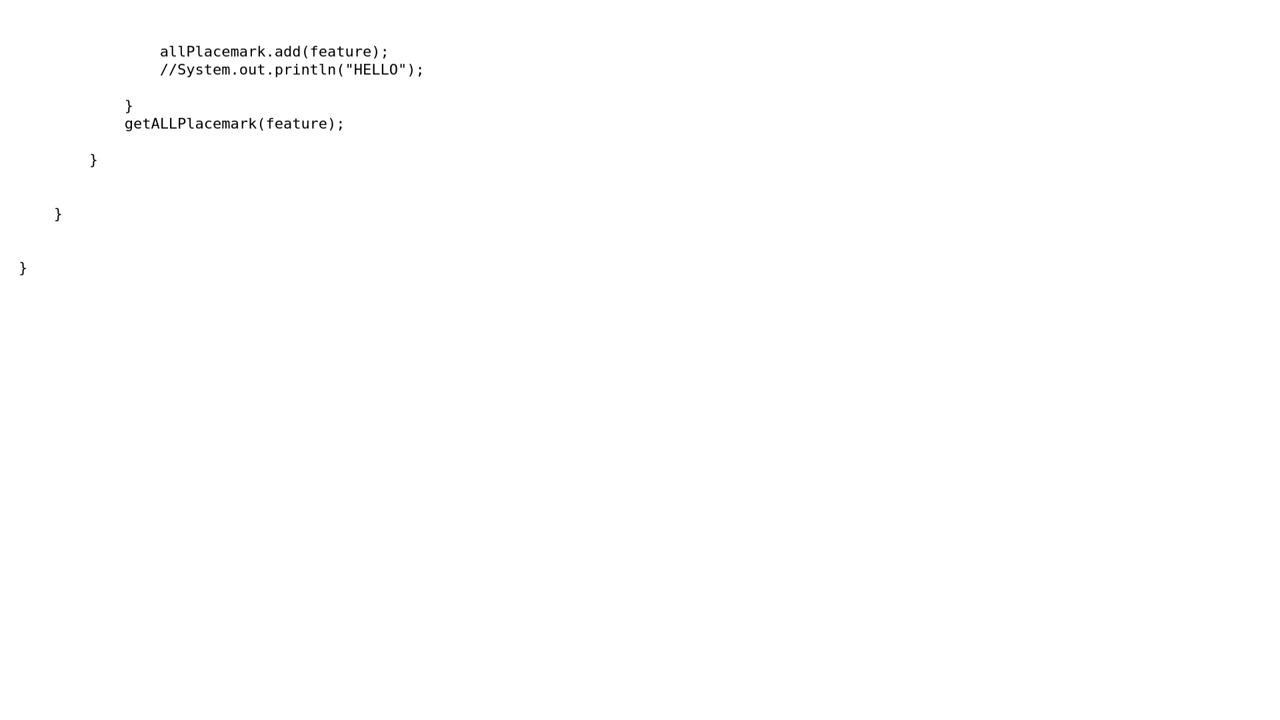 allPlacemark.add(feature);
                //System.out.println("HELLO");

            }
            getALLPlacemark(feature);

        }


    }


}